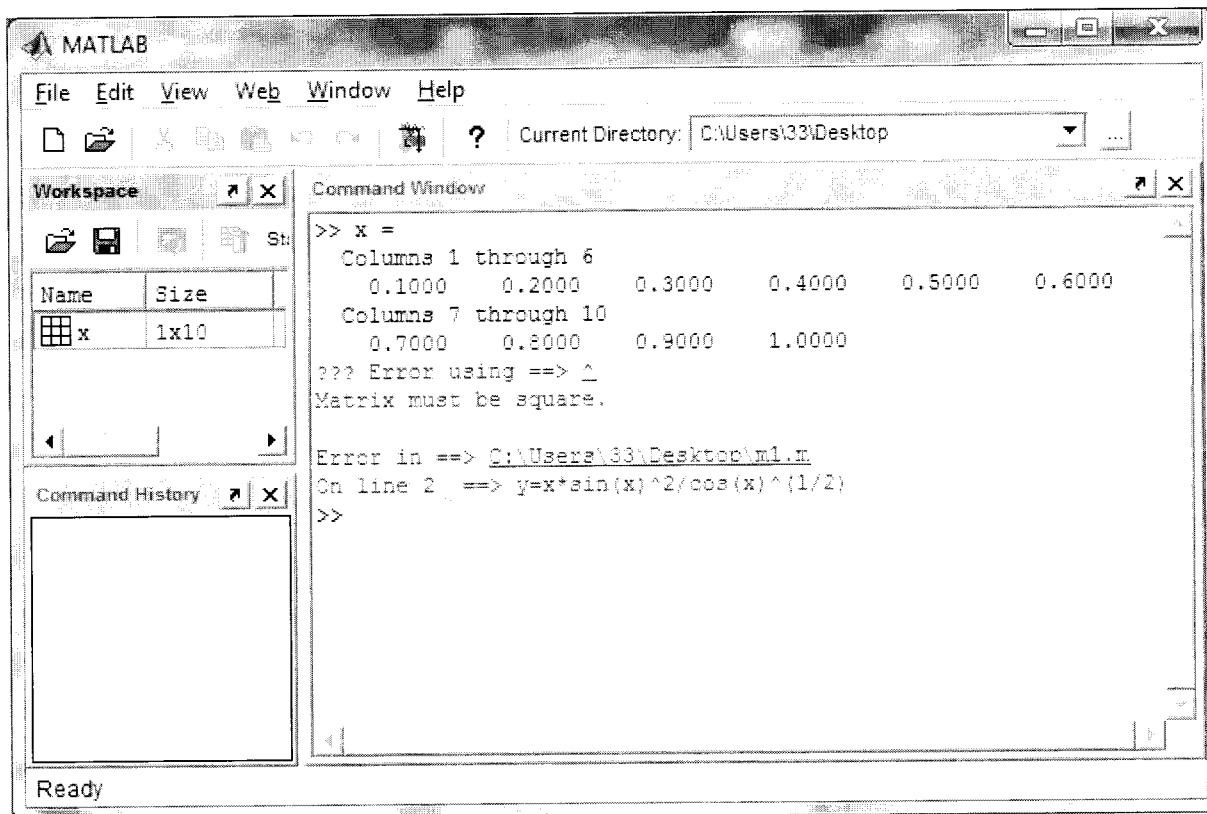 MATLAB
File Edit View Web Window Help
? Current Directory: C:\Users\33\Desktop ...
Workspace
Name Size
x 1x10
Command History
Command Window
>> x =
Columns 1 through 6
0.1000 0.2000 0.3000 0.4000 0.5000 0.6000
Columns 7 through 10
0.7000 0.8000 0.9000 1.0000
??? Error using ==> ^
Matrix must be square.
Error in ==> C:\Users\33\Desktop\m1.m
On line 2 ==> y=x*sin(x)^2/cos(x)^(1/2)
>>
Ready